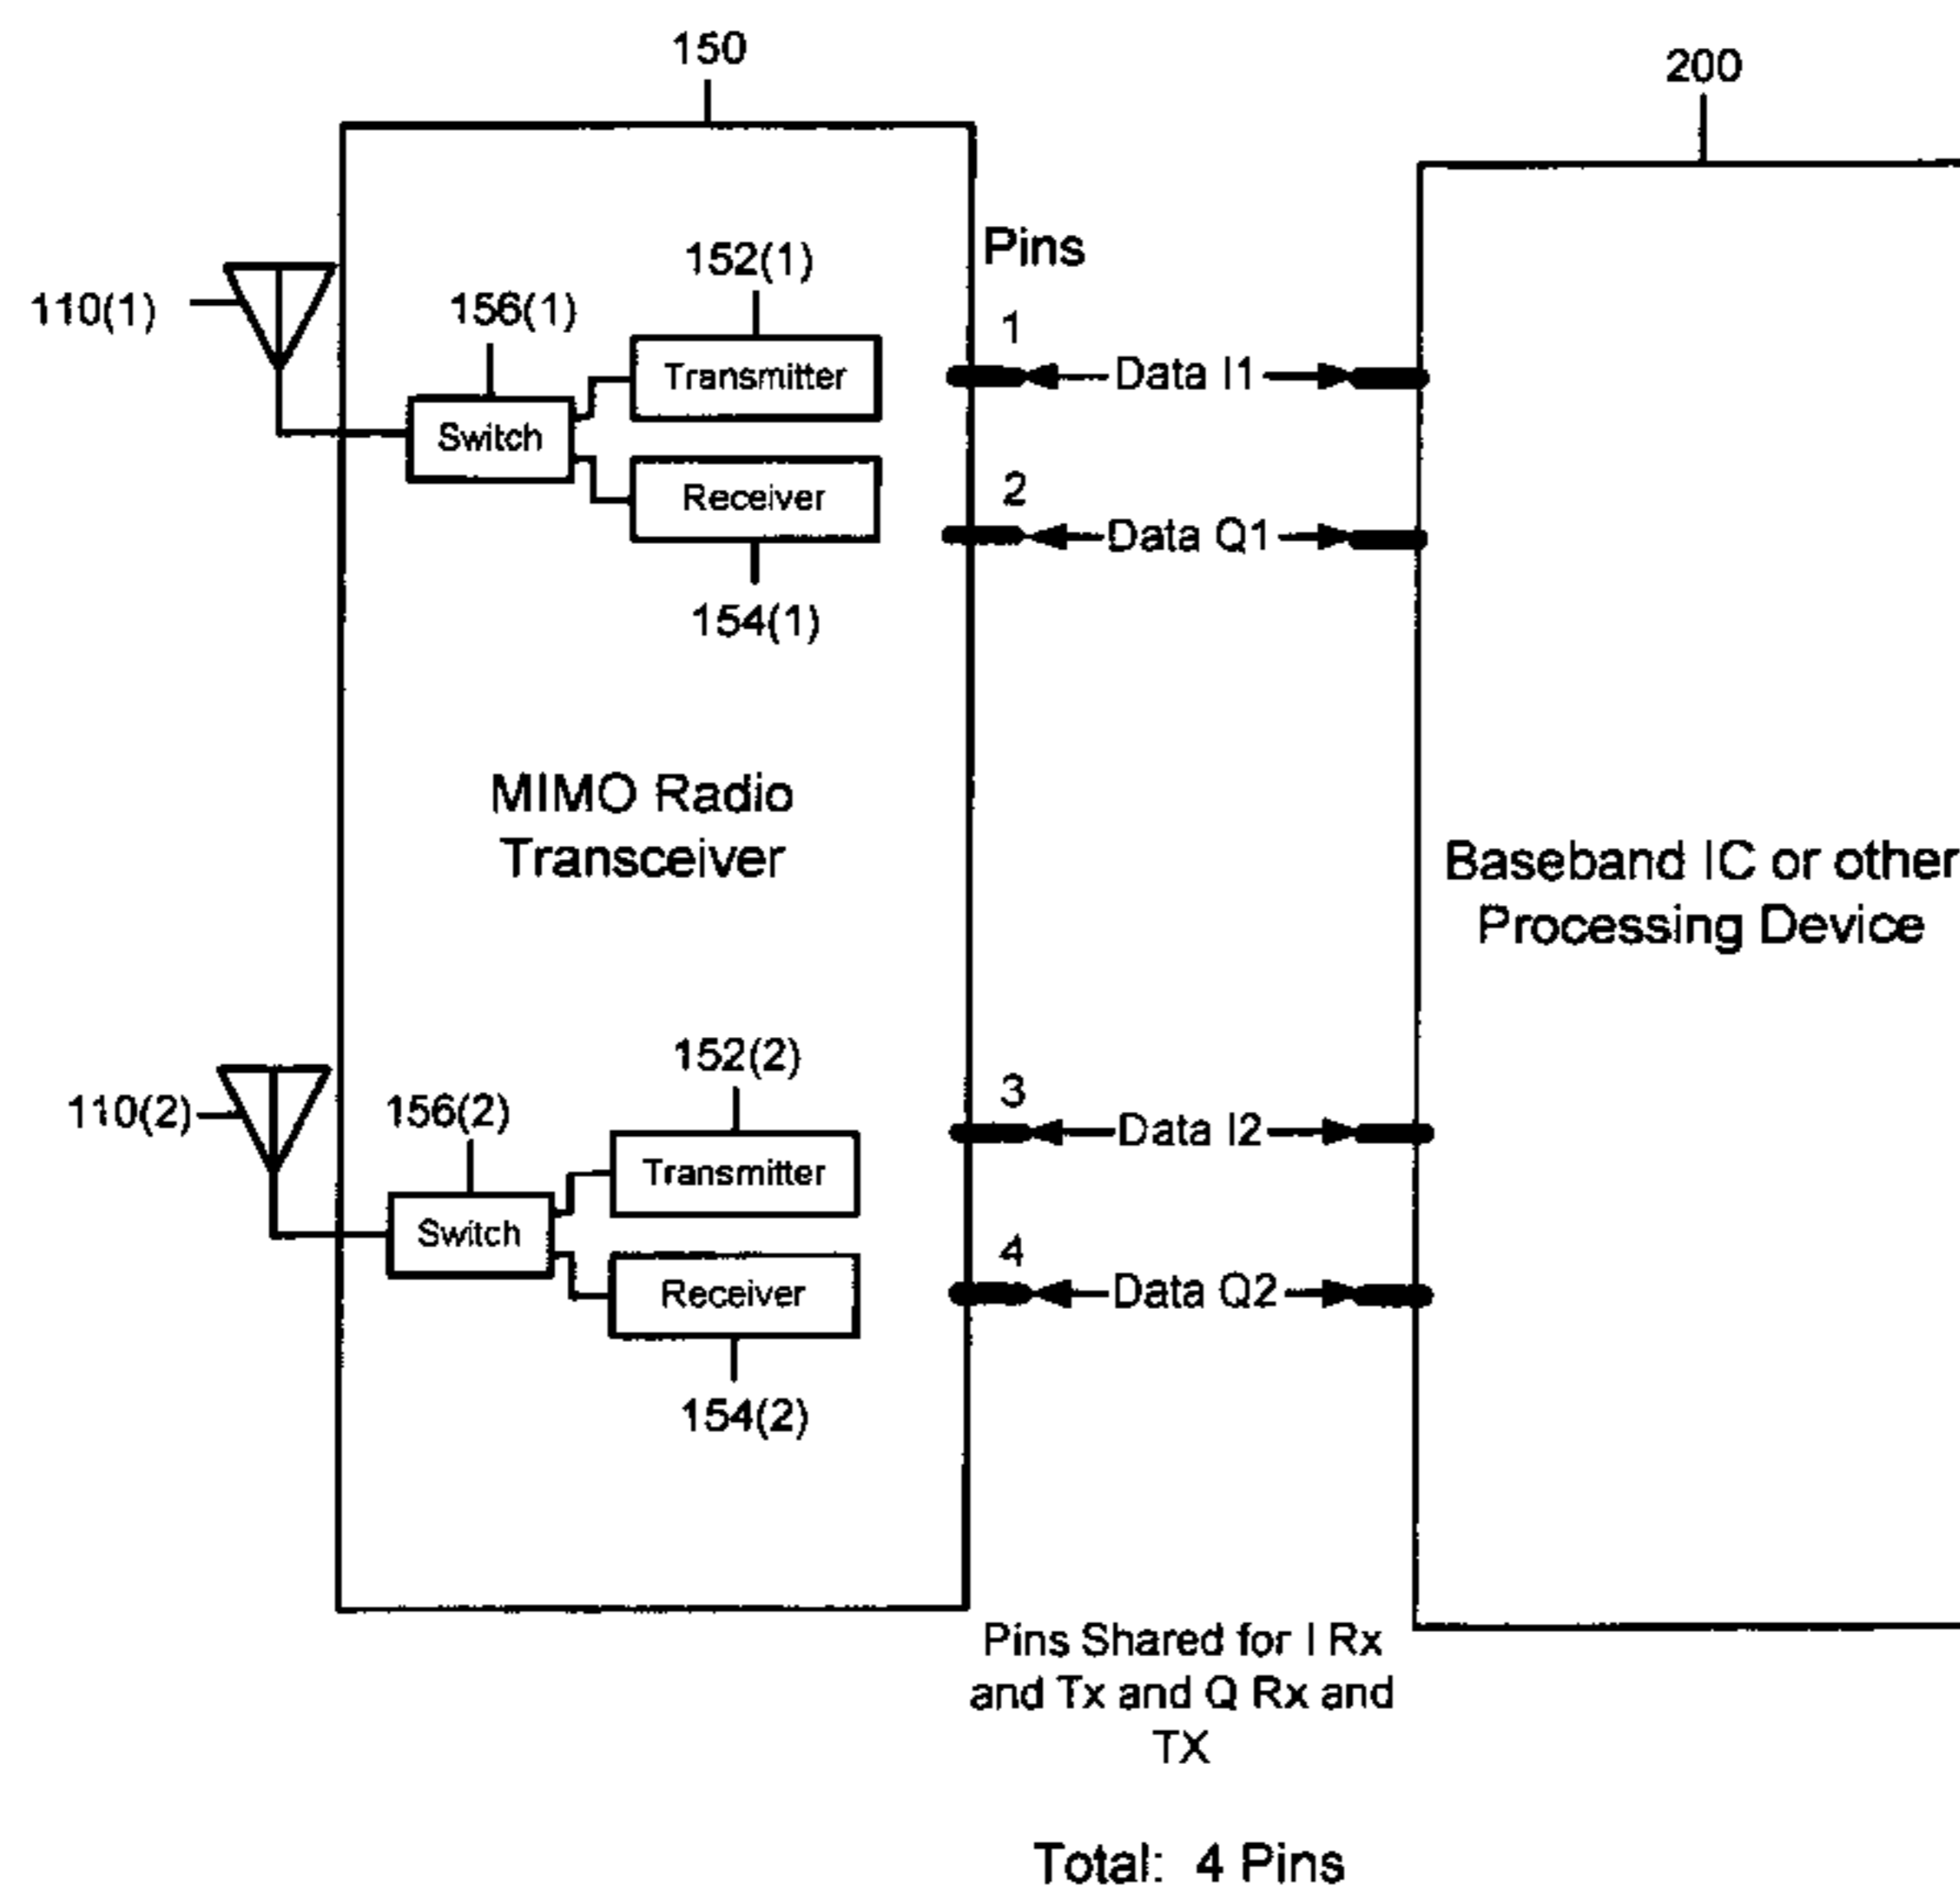 150
200
Pins
152(1)
110(1)
156(1)
1
Transmitter
Data I1
Switch
2
Receiver
Data Q1
154(1)
MIMO Radio
Transceiver
Baseband IC or other
Processing Device
152(2)
3
110(2)
156(2)
Data I2
Transmitter
Switch
4
Receiver
Data Q2
154(2)
Pins Shared for I Rx
and Tx and Q Rx and
TX
Total: 4 Pins